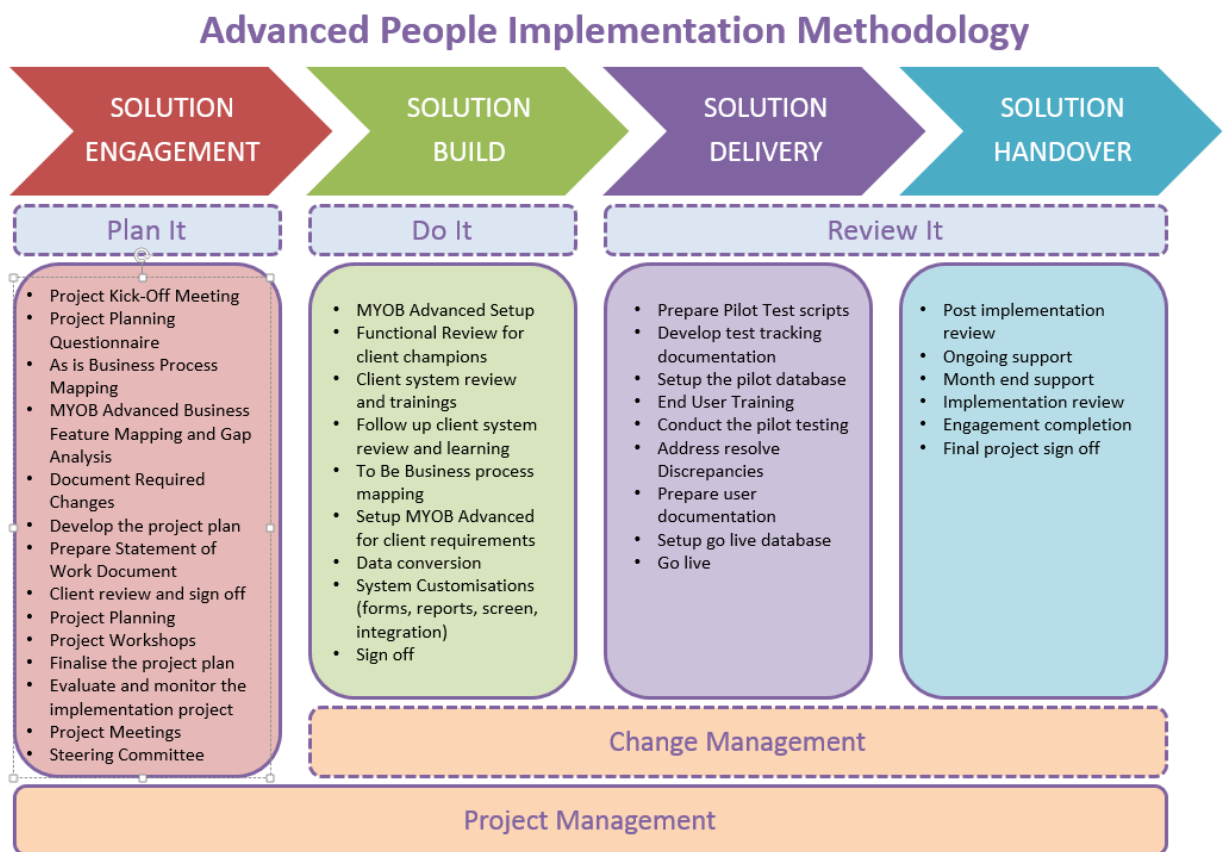 Advanced People Implementation Methodology
SOLUTION
ENGAGEMENT
SOLUTION
BUILD
SOLUTION
DELIVERY
SOLUTION
HANDOVER
Plan It
Do It
Review It
• Project Kick-Off Meeting
• Project Planning
Questionnaire
• As is Business Process
Mapping
• MYOB Advanced Business
Feature Mapping and Gap
Analysis
• Document Required
Changes
• Develop the project plan
• Prepare Statement of
Work Document
• Client review and sign off
• Project Planning
• Project Workshops
• Finalise the project plan
• Evaluate and monitor the
implementation project
• Project Meetings
• Steering Committee
• MYOB Advanced Setup
• Functional Review for
client champions
• Client system review
and trainings
• Follow up client system
review and learning
• To Be Business process
mapping
• Setup MYOB Advanced
for client requirements
• Data conversion
• System Customisations
(forms, reports, screen,
integration)
• Sign off
• Prepare Pilot Test scripts
• Develop test tracking
documentation
• Setup the pilot database
• End User Training
• Conduct the pilot testing
• Address resolve
Discrepancies
• Prepare user
documentation
• Setup go live database
• Go live
• Post implementation
review
• Ongoing support
• Month end support
• Implementation review
• Engagement completion
• Final project sign off
Change Management
Project Management